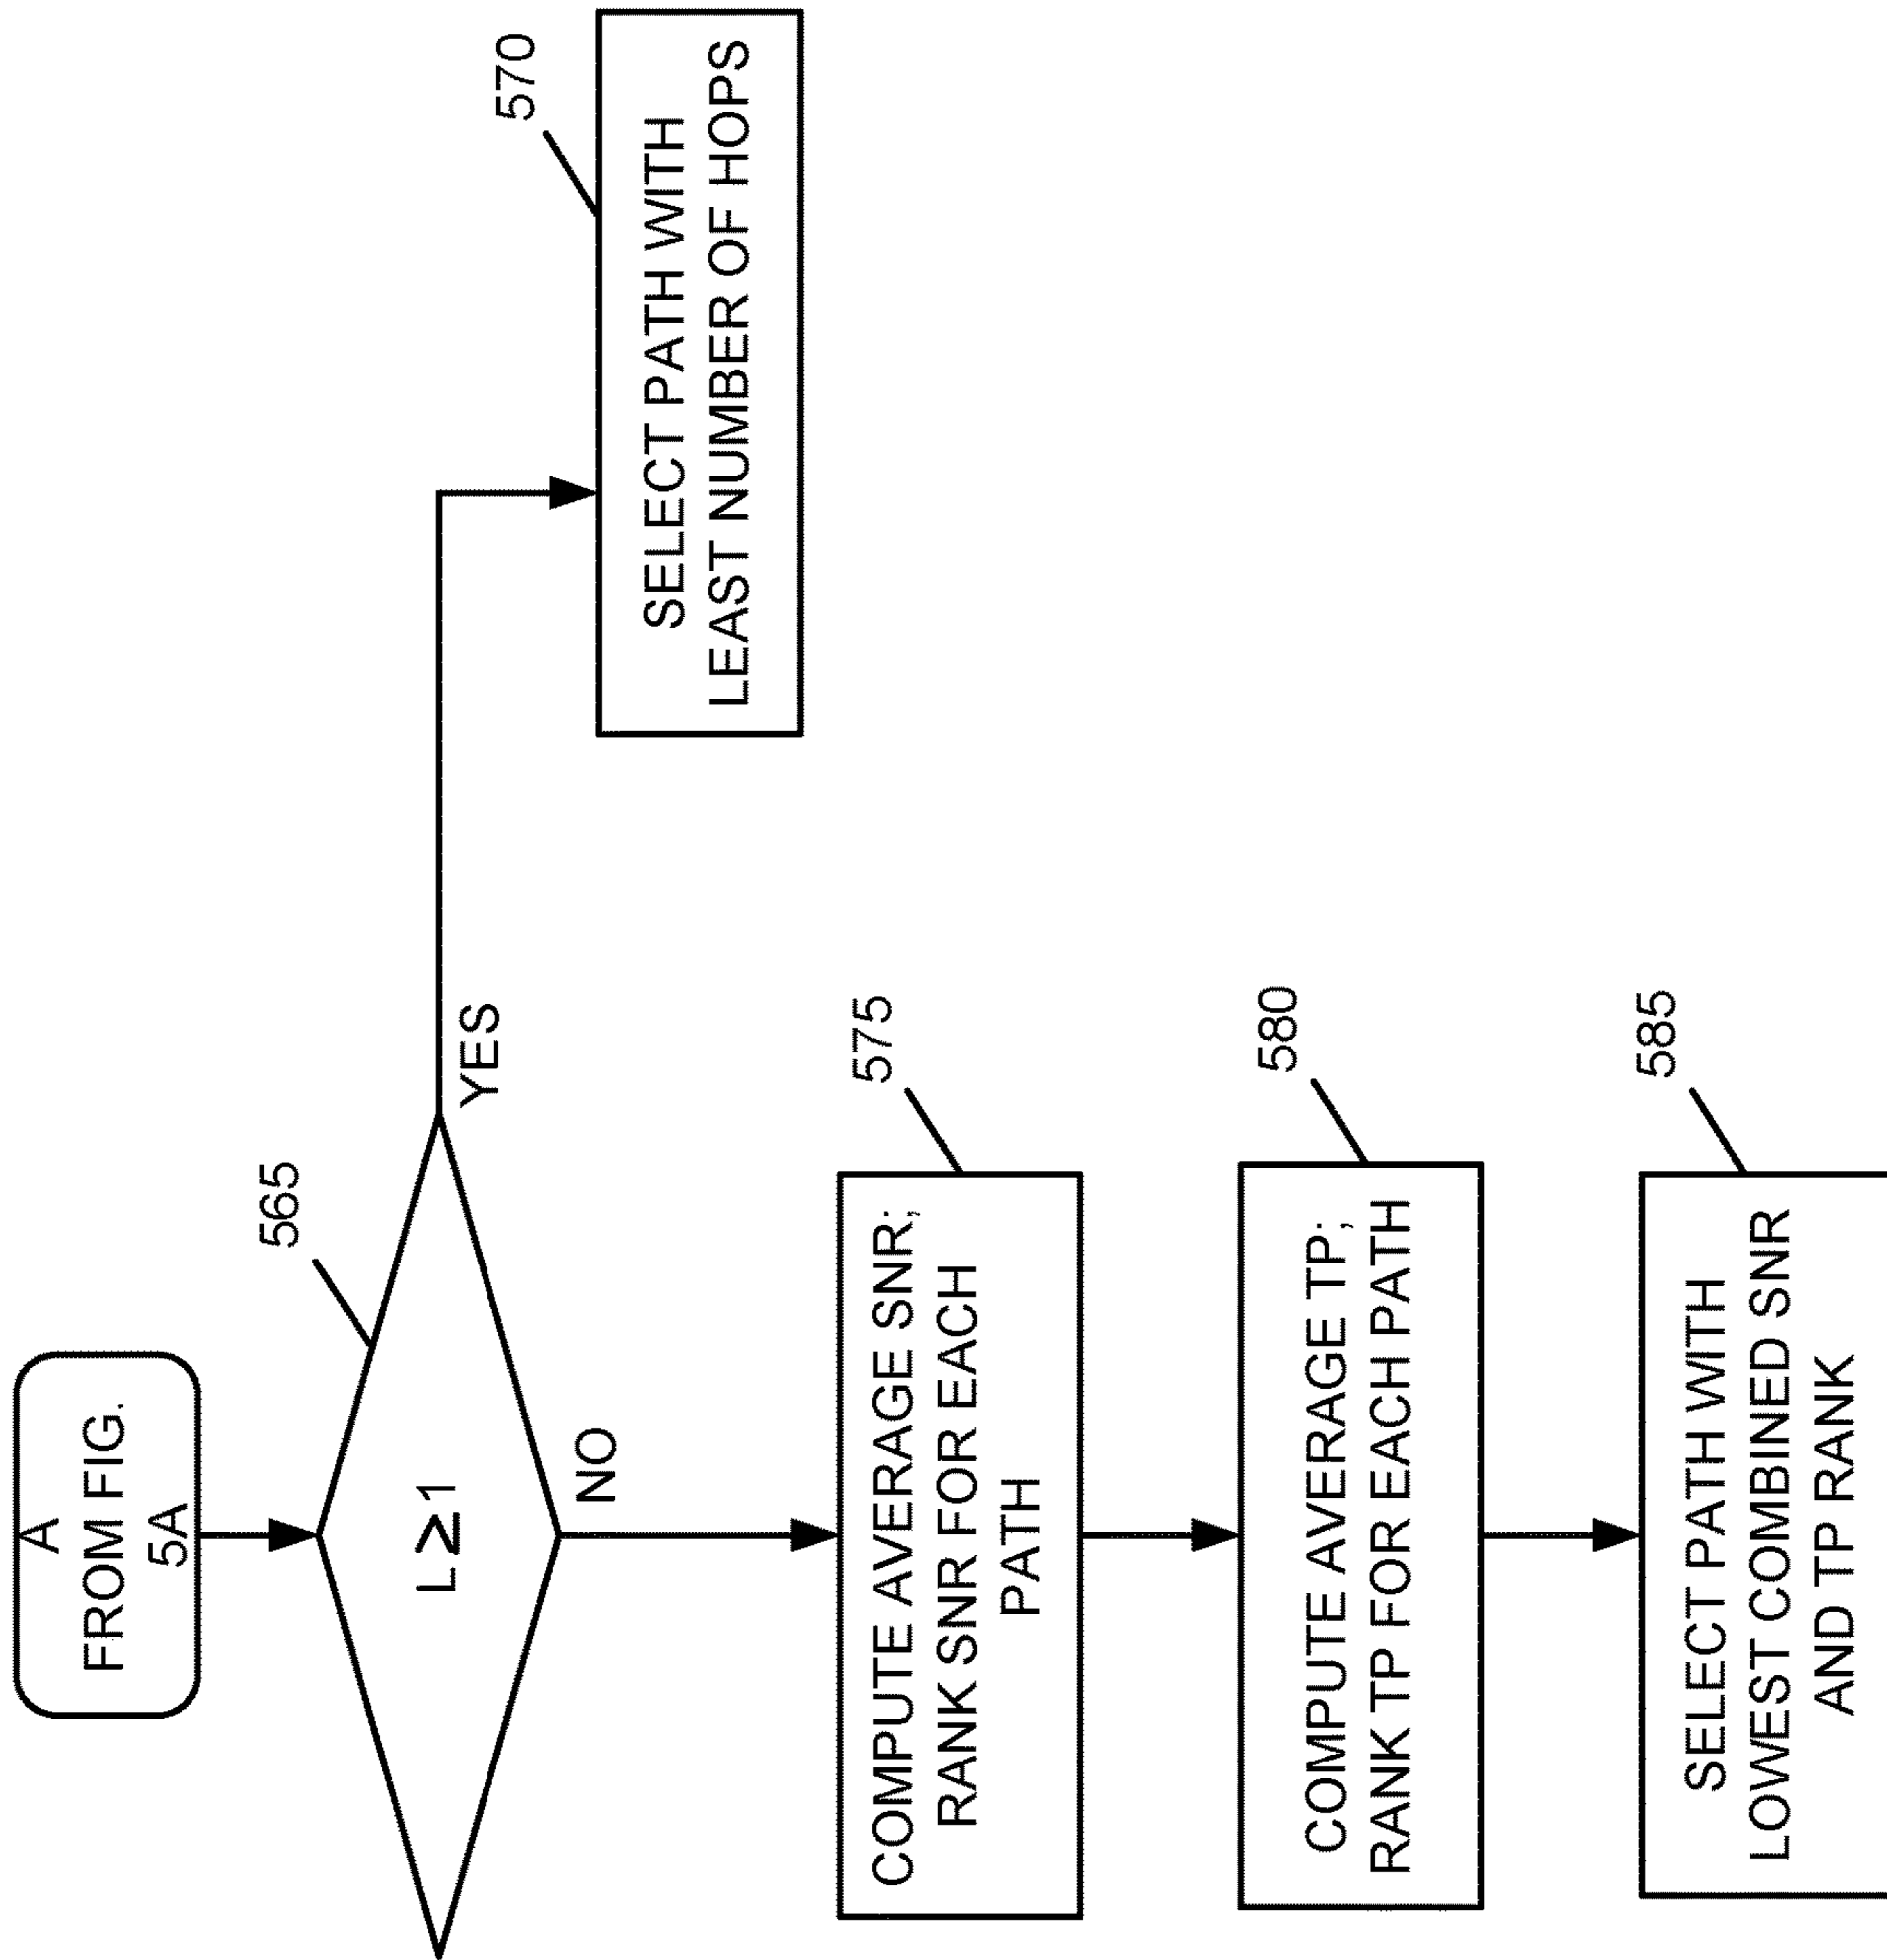 A
FROM FIG.
5A
565
L≥1
YES
570
SELECT PATH WITH
LEAST NUMBER OF HOPS
NO
575
COMPUTE AVERAGE SNR;
RANK SNR FOR EACH
PATH
580
COMPUTE AVERAGE TP;
RANK TP FOR EACH PATH
585
SELECT PATH WITH
LOWEST COMBINED SNR
AND TP RANK